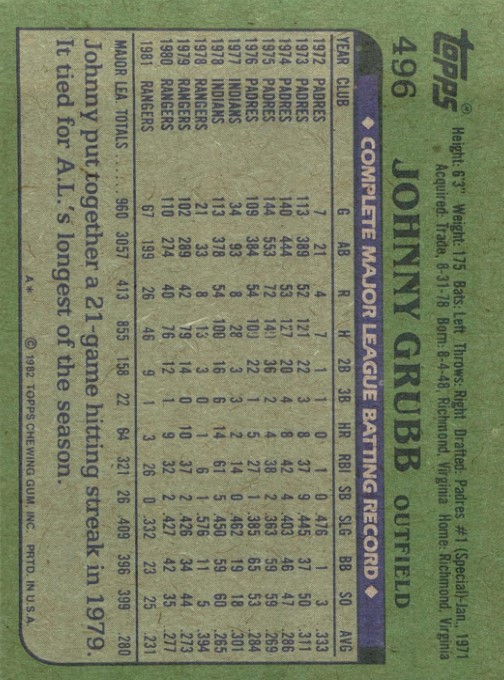 topps®
Height: 6'3" Weight: 175 Bats: Left Throws: Right Drafted: Padres #1 (Special)-Jan., 1971
Acquired: Trade, 8-31-78 Born: 8-4-48, Richmond, Virginia Home: Richmond, Virginia
496 JOHNNY GRUBB OUTFIELD
◆ COMPLETE MAJOR LEAGUE BATTING RECORD ◆
YEAR CLUB G AB R H 2B 3B HR RBI SB SLG BB SO AVG
1972 PADRES 7 21 4 7 1 1 0 1 0 .476 1 3 .333
1973 PADRES 113 389 52 121 22 3 8 37 9 .445 37 50 .311
1974 PADRES 140 444 53 127 20 4 8 42 4 .403 46 47 .286
1975 PADRES 144 553 72 149 36 2 4 38 2 .363 59 59 .269
1976 PADRES 109 384 54 109 22 1 5 27 1 .385 65 53 .284
1977 INDIANS 34 93 8 28 3 3 2 14 0 .462 19 18 .301
1978 INDIANS 113 378 54 100 16 6 14 61 5 .450 59 60 .265
1978 RANGERS 21 33 8 13 3 0 1 6 1 .576 11 5 .394
1979 RANGERS 102 289 42 79 14 0 10 37 2 .426 34 44 .273
1980 RANGERS 110 274 40 76 12 1 9 32 2 .427 42 35 .277
1981 RANGERS 67 199 26 46 9 1 3 26 0 .332 23 25 .231
MAJOR LEA TOTALS ..... 960 3057 413 855 158 22 64 321 26 .409 396 399 .280
Johnny put together a 21-game hitting streak in 1979.
It tied for A.L.'s longest of the season.
A* © 1982 TOPPS CHEWING GUM, INC. PRTD. IN U.S.A.